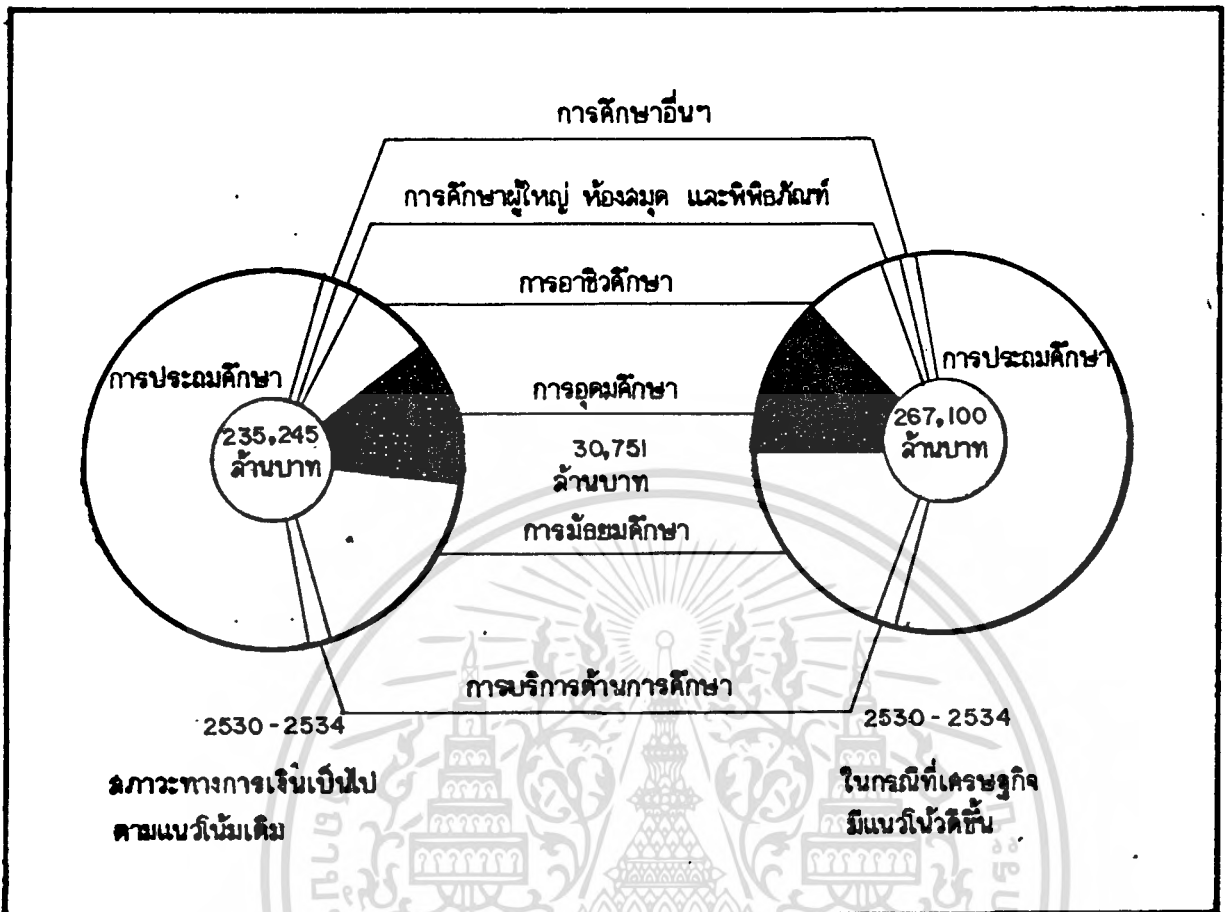 การศึกษาอื่นๆ
การศึกษาผู้ใหญ่ ห้องสมุด และพิพิธภัณฑ์
การอาชีวศึกษา
การประถมศึกษา
การประถมศึกษา
การอุดมศึกษา
235,245
ล้านบาท
30,751
ล้านบาท
267,100
ล้านบาท
การมัธยมศึกษา
การบริการด้านการศึกษา
2530-2534
2530-2534
สภาวะทางการเงินเป็นไป
ตามแนวโน้มเดิม
ในกรณีที่เศรษฐกิจ
มีแนวโน้วดีขึ้น